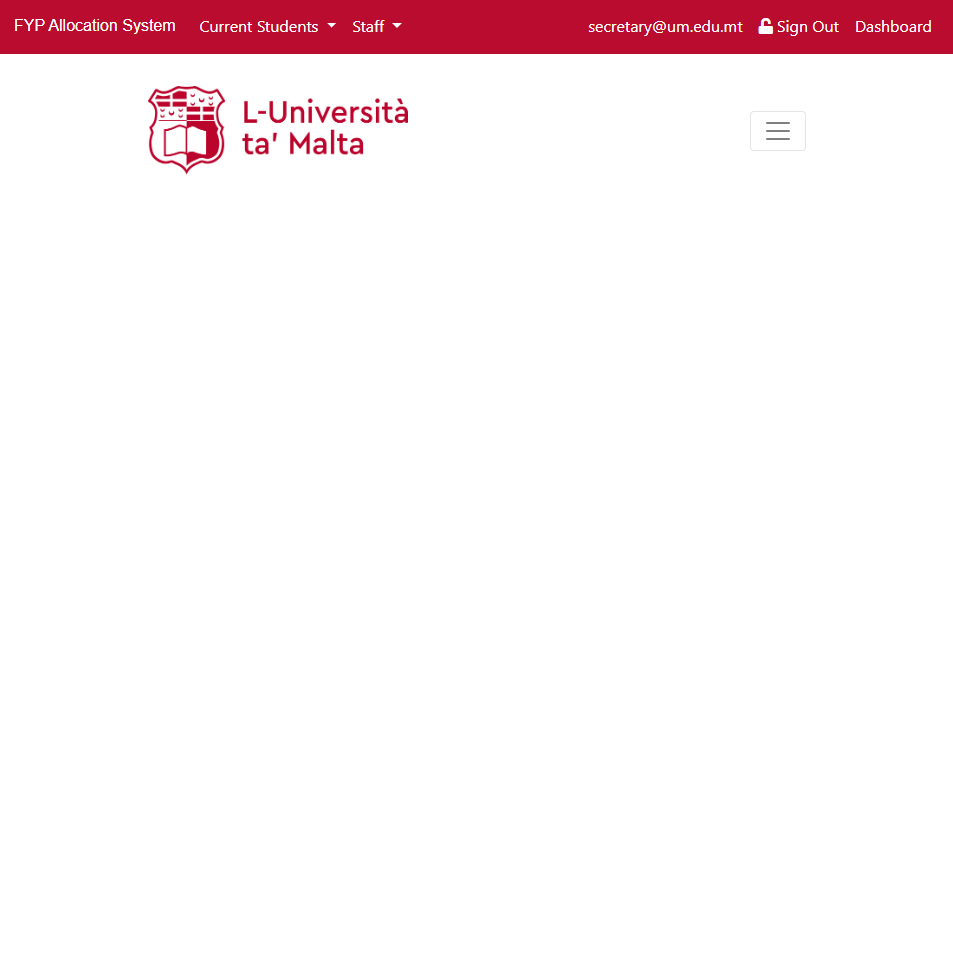 FYP Allocation System Current Students Staff secretary@um.edu.mt Sign Out Dashboard
L-Università
ta' Malta